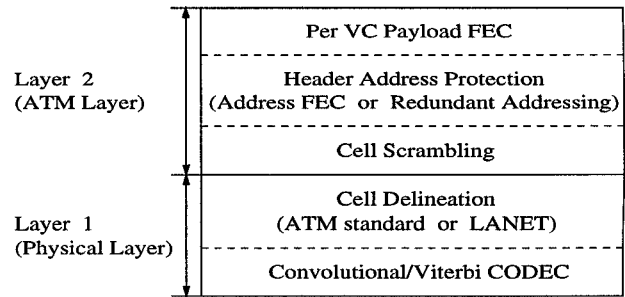 Per VC Payload FEC
Layer 2
(ATM Layer)
Header Address Protection
(Address FEC or Redundant Addressing)
Cell Scrambling
Layer 1
(Physical Layer)
Cell Delineation
(ATM standard or LANET)
Convolutional/Viterbi CODEC